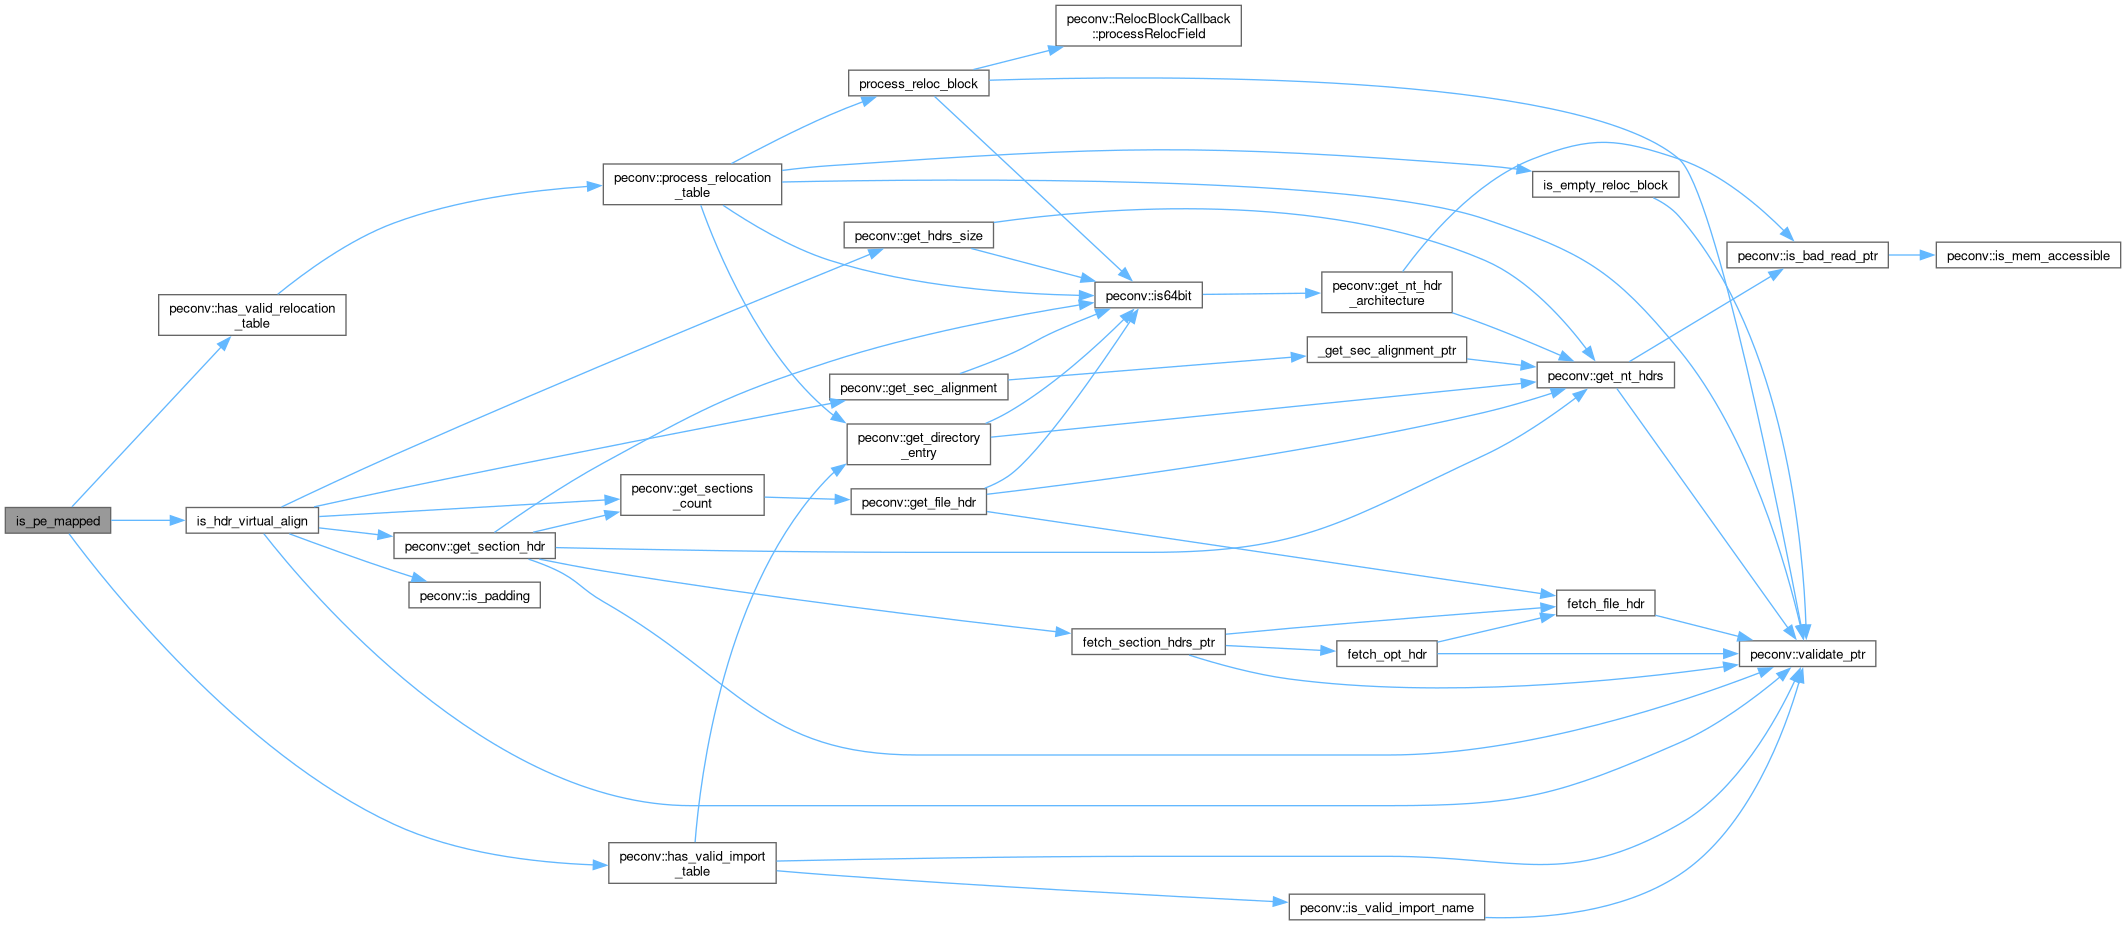 peconv::RelocBlockCallback
::processRelocField
process_reloc_block
peconv::process_relocation
_table
is_empty_reloc_block
peconv::get_hdrs_size
peconv::is_bad_read_ptr
peconv::is_mem_accessible
peconv::has_valid_relocation
_table
peconv::is64bit
peconv::get_nt_hdr
_architecture
_get_sec_alignment_ptr
peconv::get_sec_alignment
peconv::get_nt_hdrs
peconv::get_directory
_entry
peconv::get_sections
_count
peconv::get_file_hdr
is_pe_mapped
is_hdr_virtual_align
peconv::get_section_hdr
peconv::is_padding
fetch_file_hdr
fetch_section_hdrs_ptr
fetch_opt_hdr
peconv::validate_ptr
peconv::has_valid_import
_table
peconv::is_valid_import_name